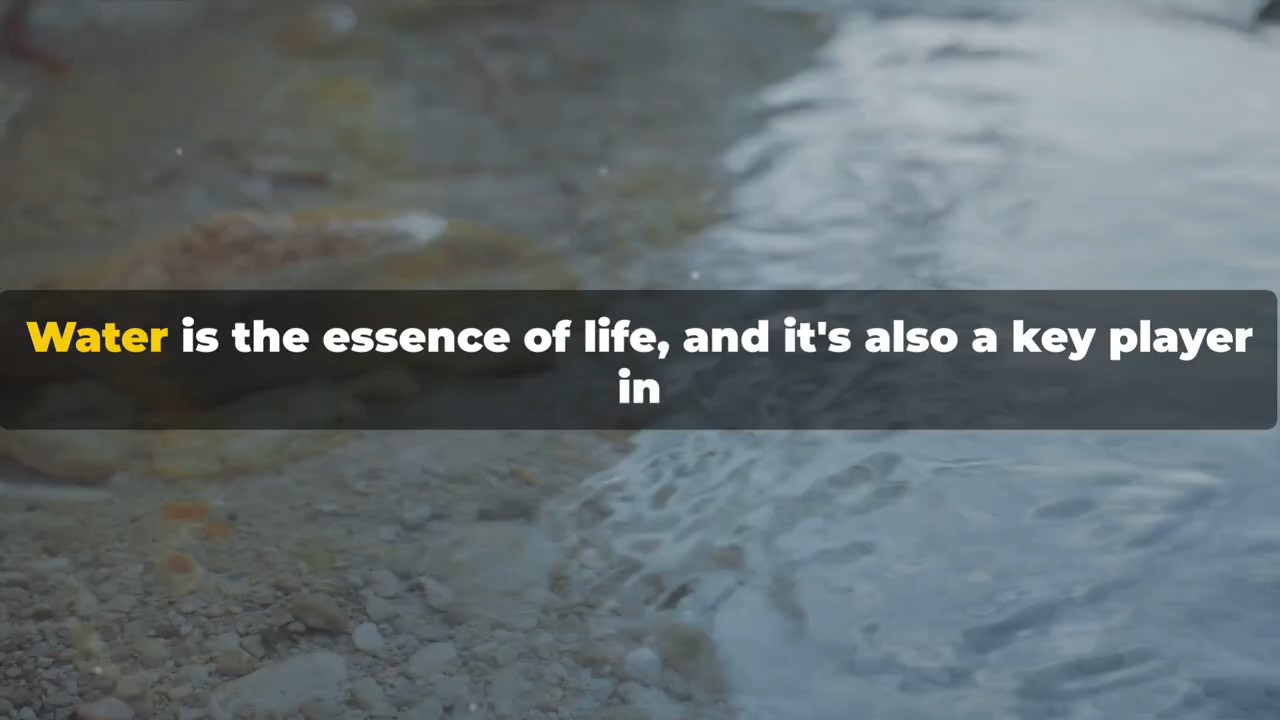 Water is the essence of life, and it's also a key player
in